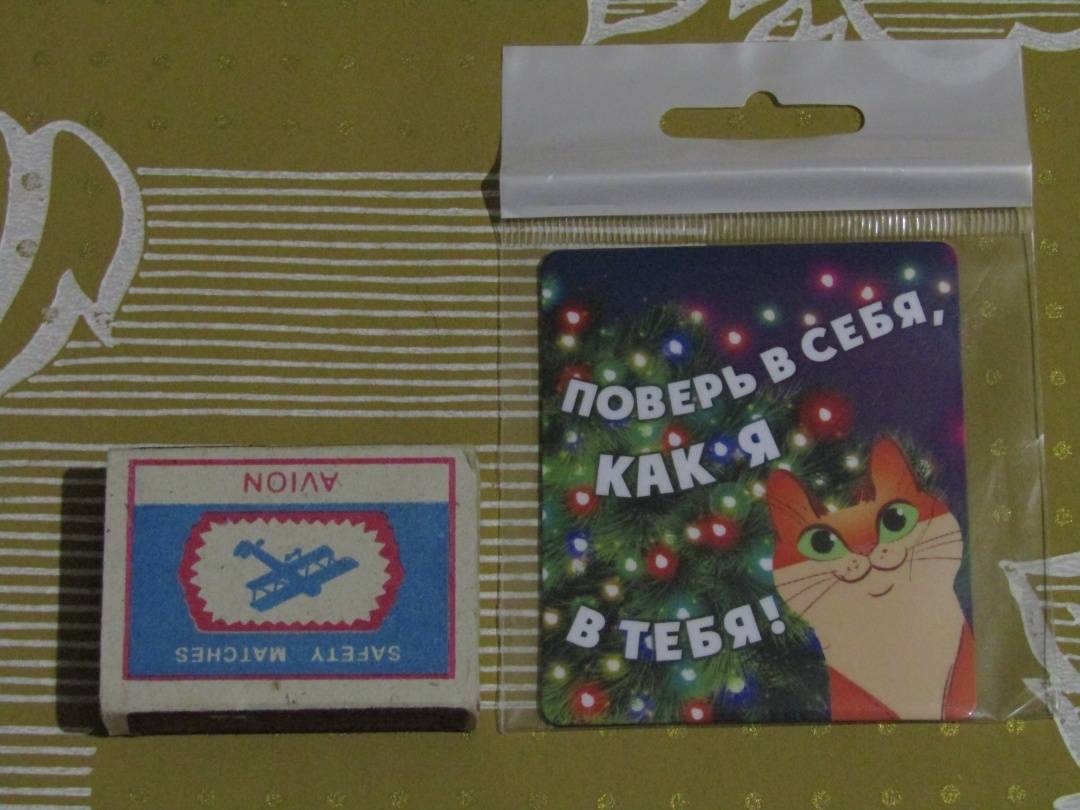 ПОВЕРЬ В СЕБЯ,
КАК Я
В ТЕБЯ!
AVION
SAFETY MATCHES